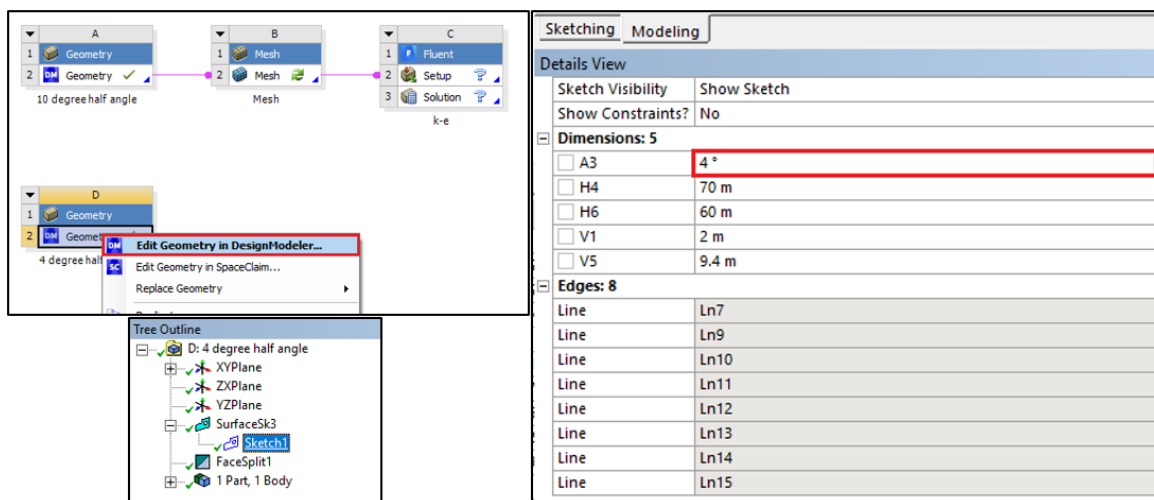 A
1 Geometry
2 DM Geometry
10 degree half angle
B
1 Mesh
2 Mesh
Mesh
C
1 F Fluent
2 Setup ?
3 Solution ?
k-e
D
1 Geometry
2 DM Geomet
4 degree half
DM Edit Geometry in DesignModeler...
SC Edit Geometry in SpaceClaim...
Replace Geometry
Tree Outline
D: 4 degree half angle
XYPlane
ZXPlane
YZPlane
SurfaceSk3
Sketch1
FaceSplit1
1 Part, 1 Body
Sketching Modeling
Details View
Sketch Visibility Show Sketch
Show Constraints? No
Dimensions: 5
A3 4 °
H4 70 m
H6 60 m
V1 2 m
V5 9.4 m
Edges: 8
Line Ln7
Line Ln9
Line Ln10
Line Ln11
Line Ln12
Line Ln13
Line Ln14
Line Ln15